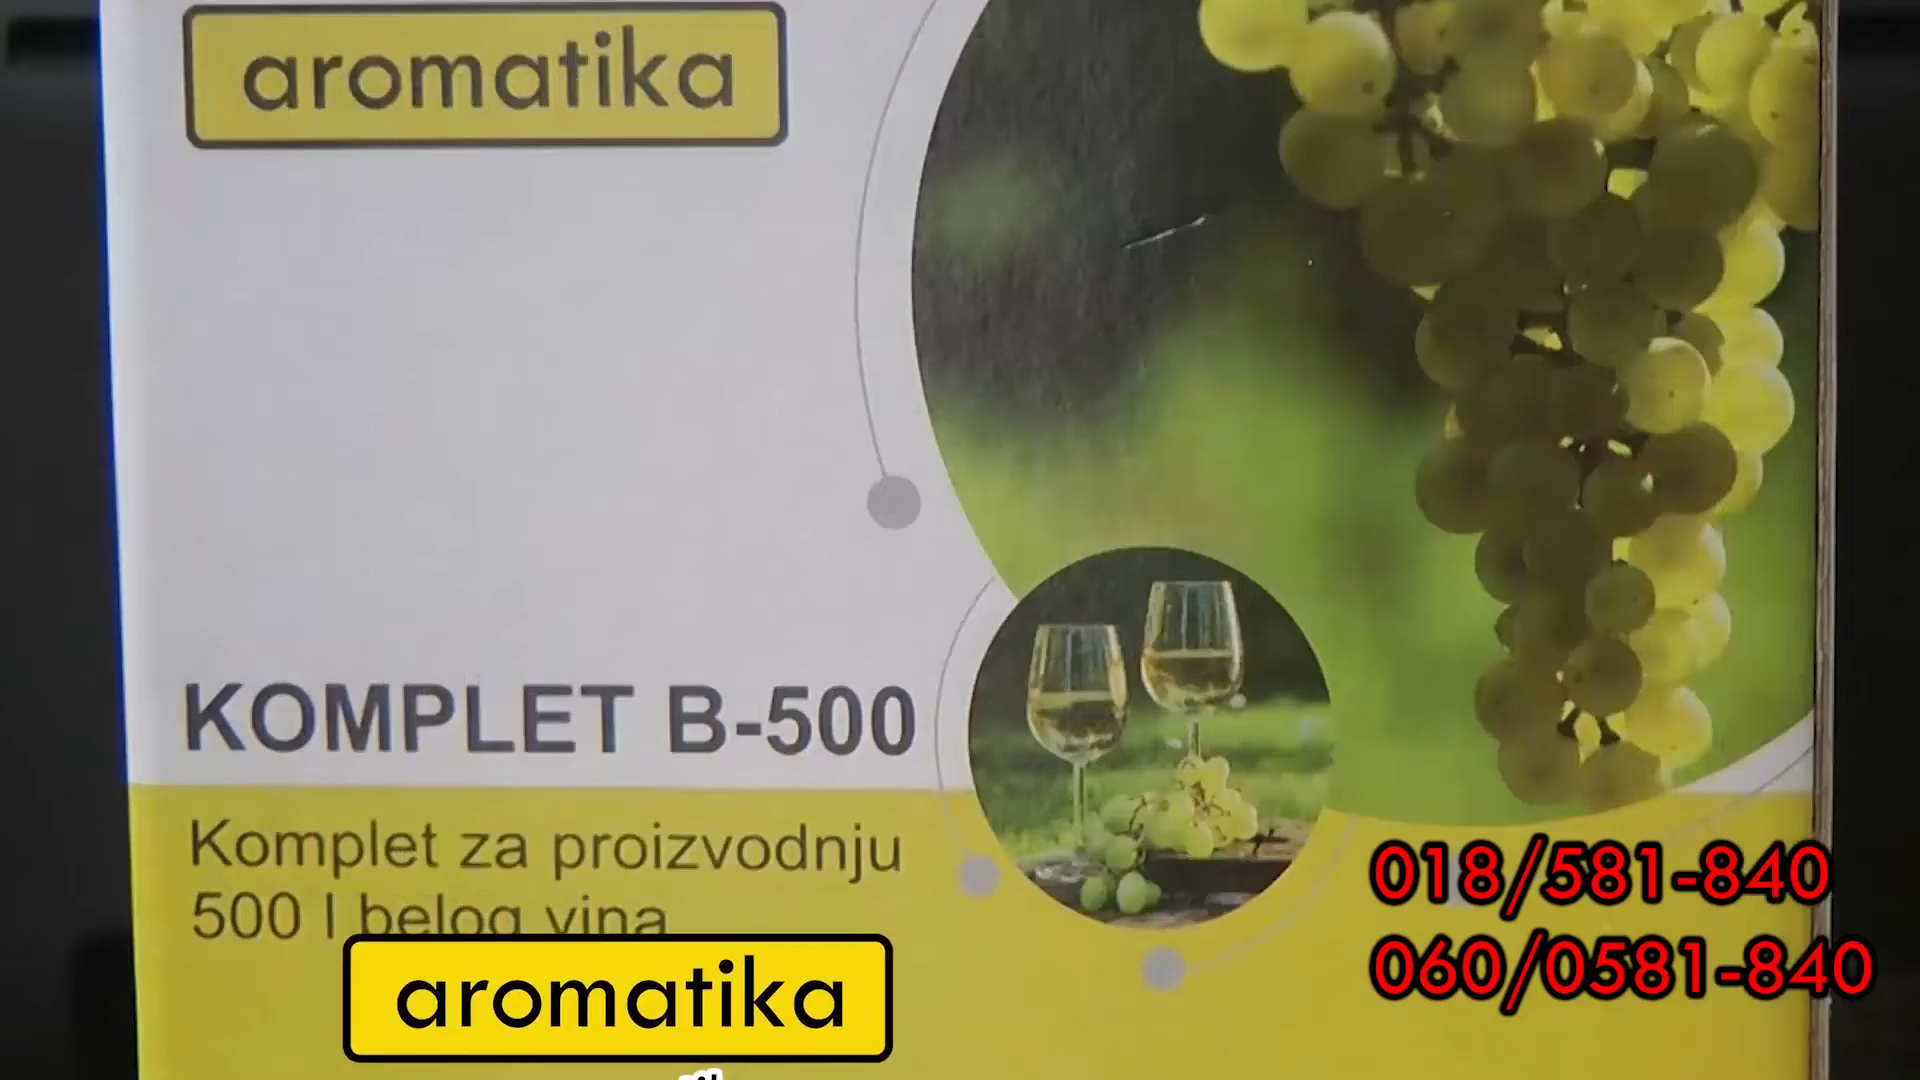 aromatika
KOMPLET B-500
Komplet za proizvodnju
500 l belog vina
aromatika
018/581-840
060/0581-840